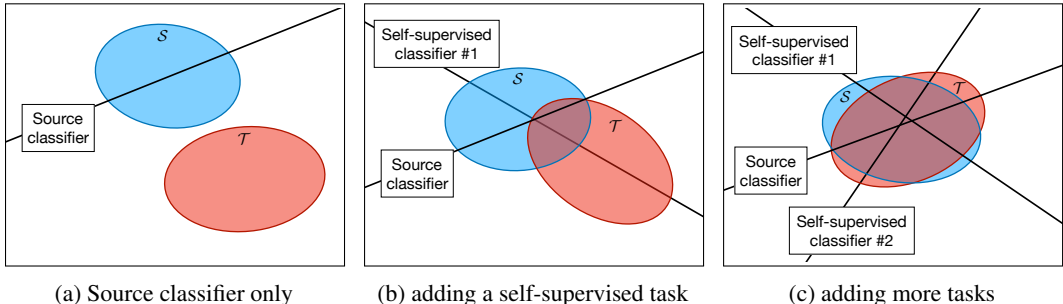 𝒮
Source
classifier
𝒯
(a) Source classifier only
Self-supervised
classifier #1
𝒮
𝒯
Source
classifier
(b) adding a self-supervised task
Self-supervised
classifier #1
𝒮
𝒯
Source
classifier
Self-supervised
classifier #2
(c) adding more tasks